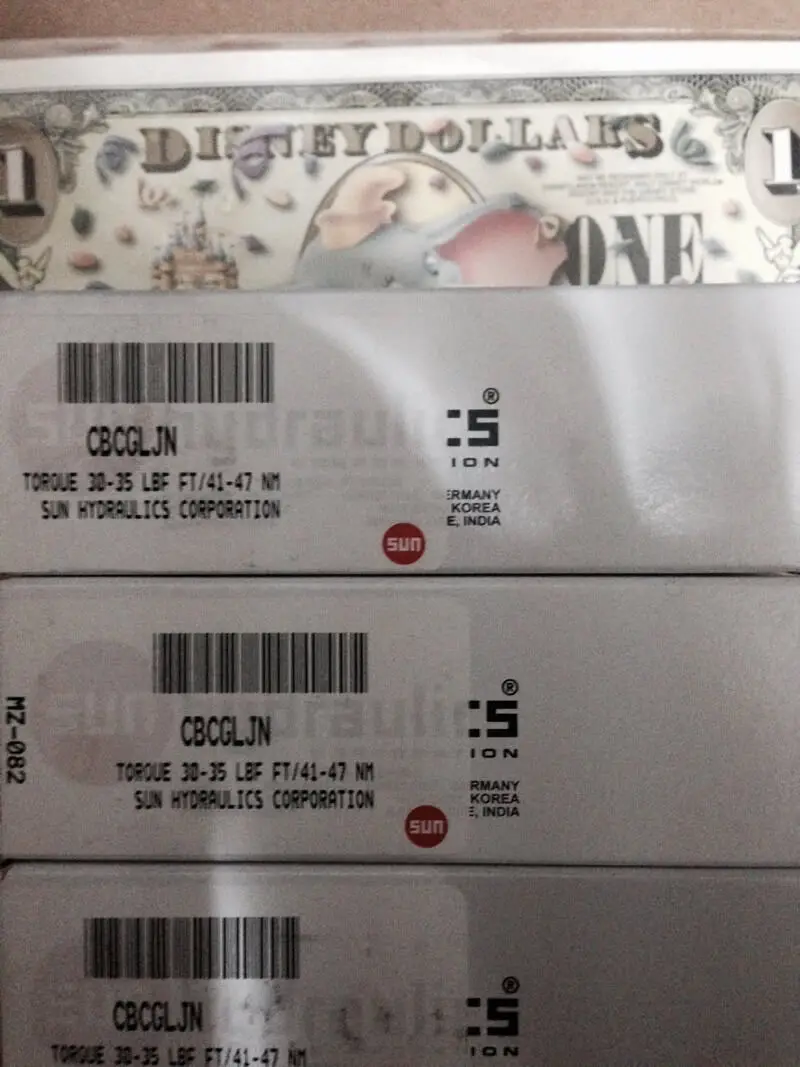 DISNEY DOLLARS
1
1
ONE
CBCGLJN
TORQUE 30-35 LBF FT/41-47 NM
SUN HYDRAULICS CORPORATION
:S®
ION
ERMANY
KOREA
E, INDIA
sun
MZ-082
CBCGLJN
TORQUE 30-35 LBF FT/41-47 NM
SUN HYDRAULICS CORPORATION
:S®
ION
RMANY
KOREA
E, INDIA
sun
CBCGLJN
TORQUE 30-35 LBF FT/41-47 NM
:S®
ION